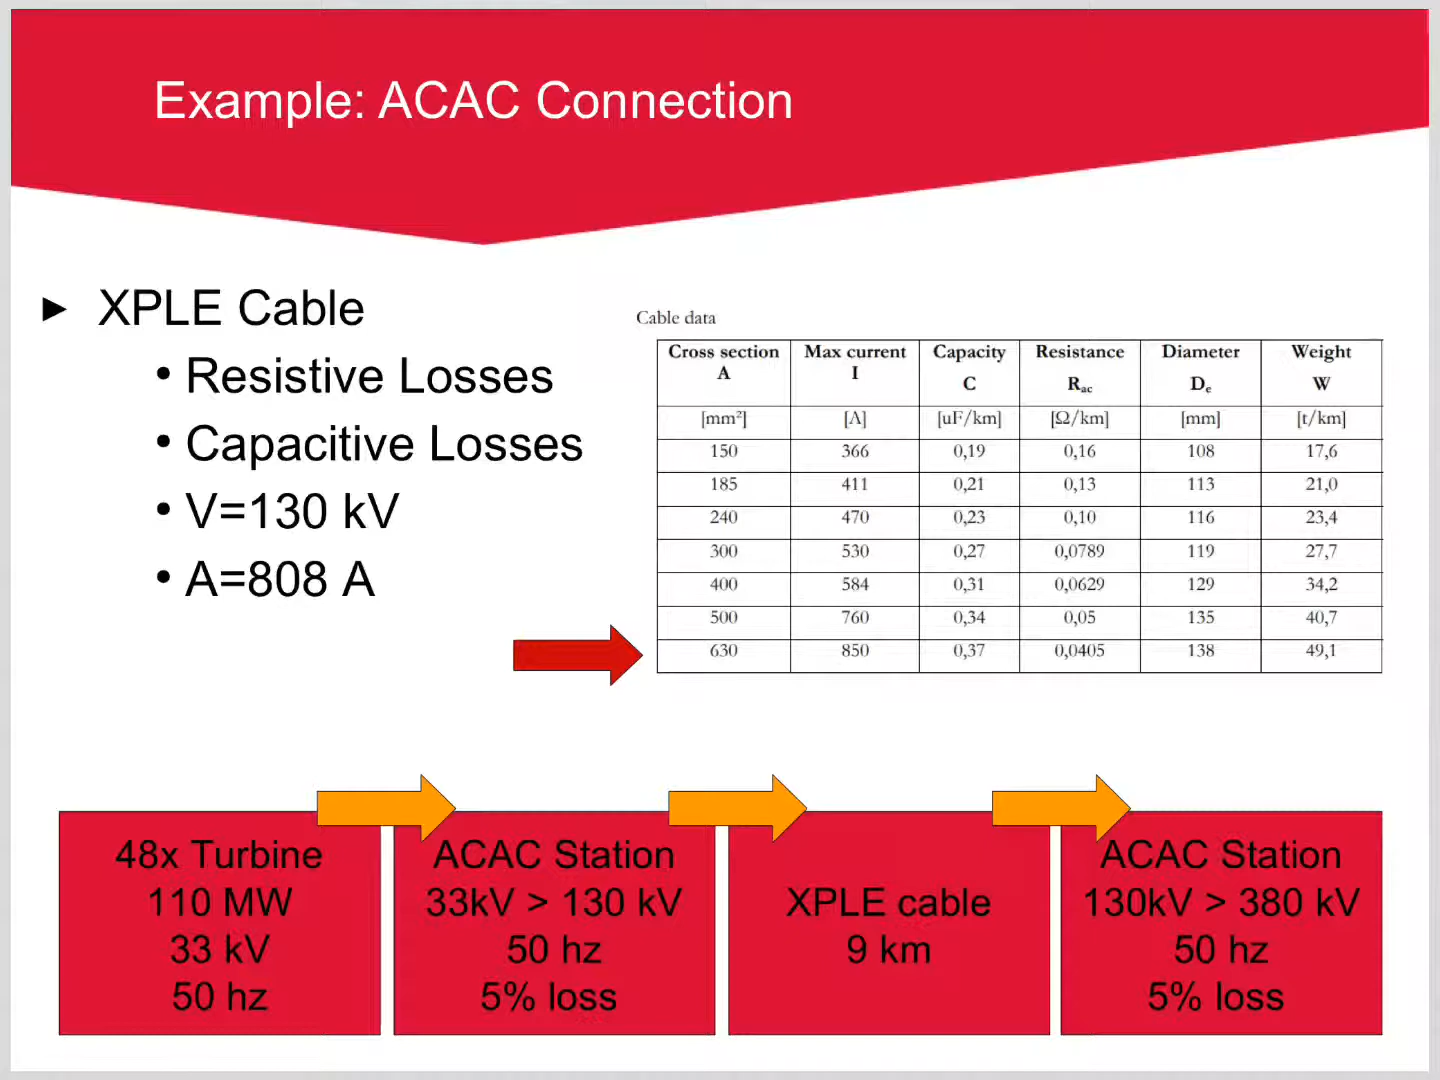 Example: ACAC Connection
► XPLE Cable
• Resistive Losses
• Capacitive Losses
• V=130 kV
• A=808 A
Cable data
Cross section A Max current I Capacity C Resistance Rac Diameter De Weight W
[mm²] [A] [uF/km] [Ω/km] [mm] [t/km]
150 366 0,19 0,16 108 17,6
185 411 0,21 0,13 113 21,0
240 470 0,23 0,10 116 23,4
300 530 0,27 0,0789 119 27,7
400 584 0,31 0,0629 129 34,2
500 760 0,34 0,05 135 40,7
630 850 0,37 0,0405 138 49,1
48x Turbine
110 MW
33 kV
50 hz
ACAC Station
33kV > 130 kV
50 hz
5% loss
XPLE cable
9 km
ACAC Station
130kV > 380 kV
50 hz
5% loss